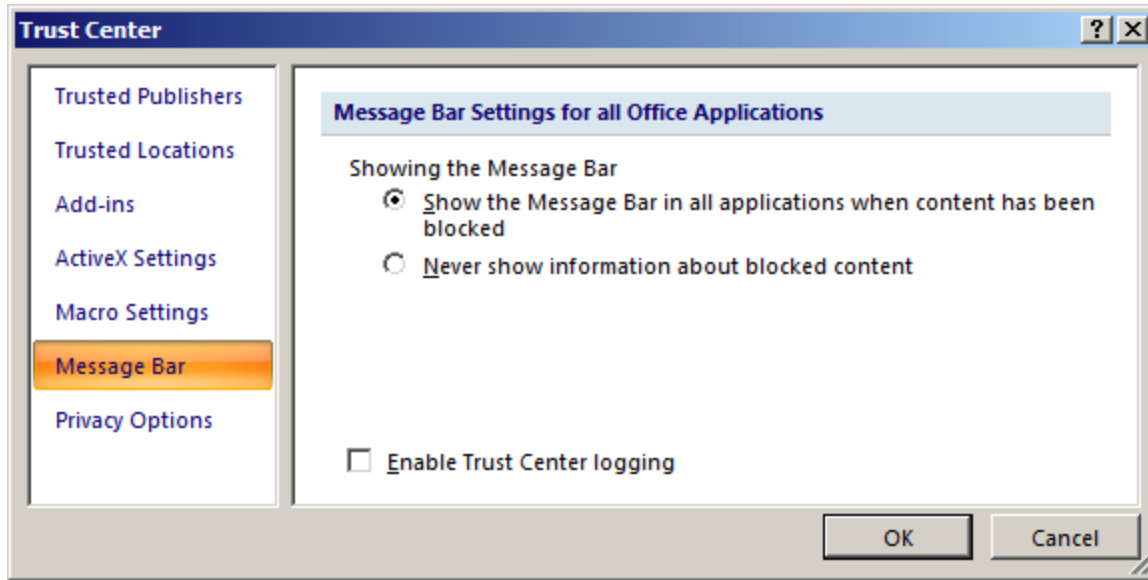 Trust Center
?
Trusted Publishers
Trusted Locations
Add-ins
ActiveX Settings
Macro Settings
Message Bar
Privacy Options
Message Bar Settings for all Office Applications
Showing the Message Bar
Show the Message Bar in all applications when content has been
blocked
Never show information about blocked content
Enable Trust Center logging
OK
Cancel